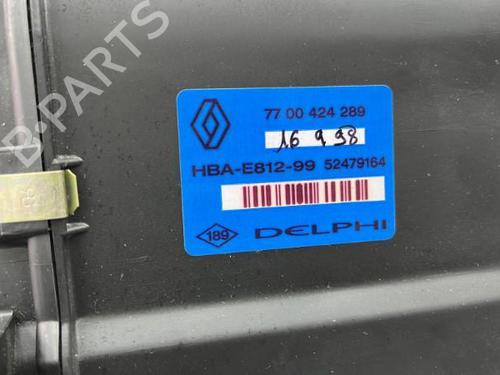 B-PARTS
77 00 424 289
16 9 98
HBA-E812-99 52479164
189 DELPHI